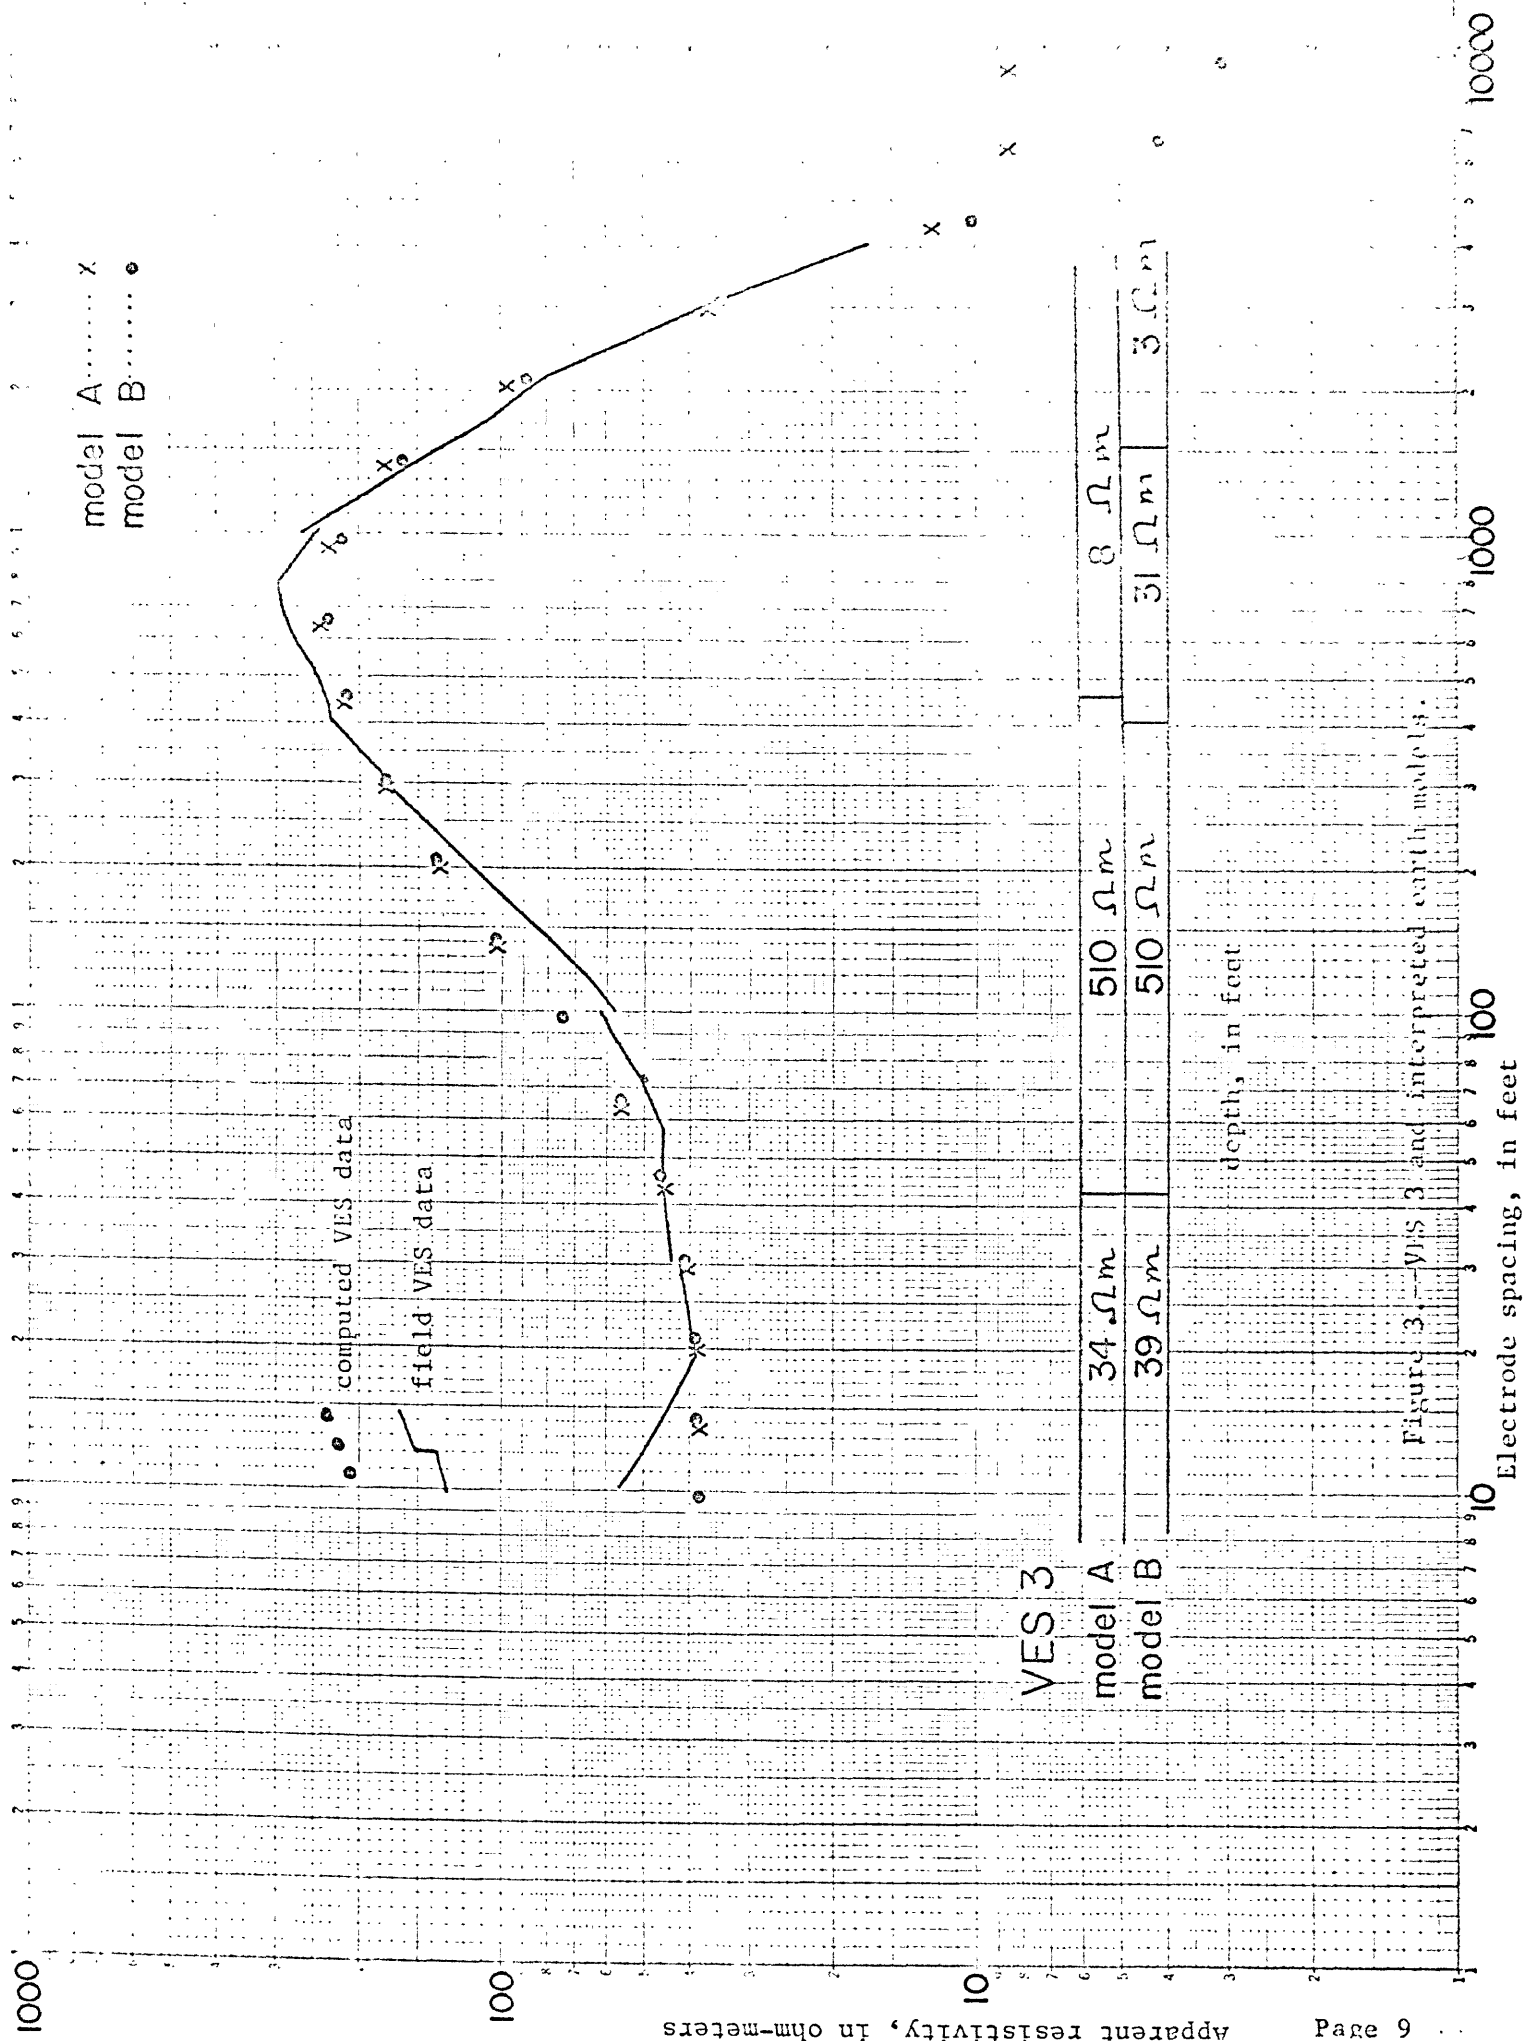 model A...... x
model B...... •
computed VES data
field VES data
1000
100
10
Apparent resistivity, in ohm-meters
VES 3
model A 34 Ωm 510 Ωm 8 Ωm
model B 39 Ωm 510 Ωm 31 Ωm 3 Ωm
depth, in feet
Figure 3.--VES 3 and interpreted earth models.
10 100 1000 10000
Electrode spacing, in feet
Page 9